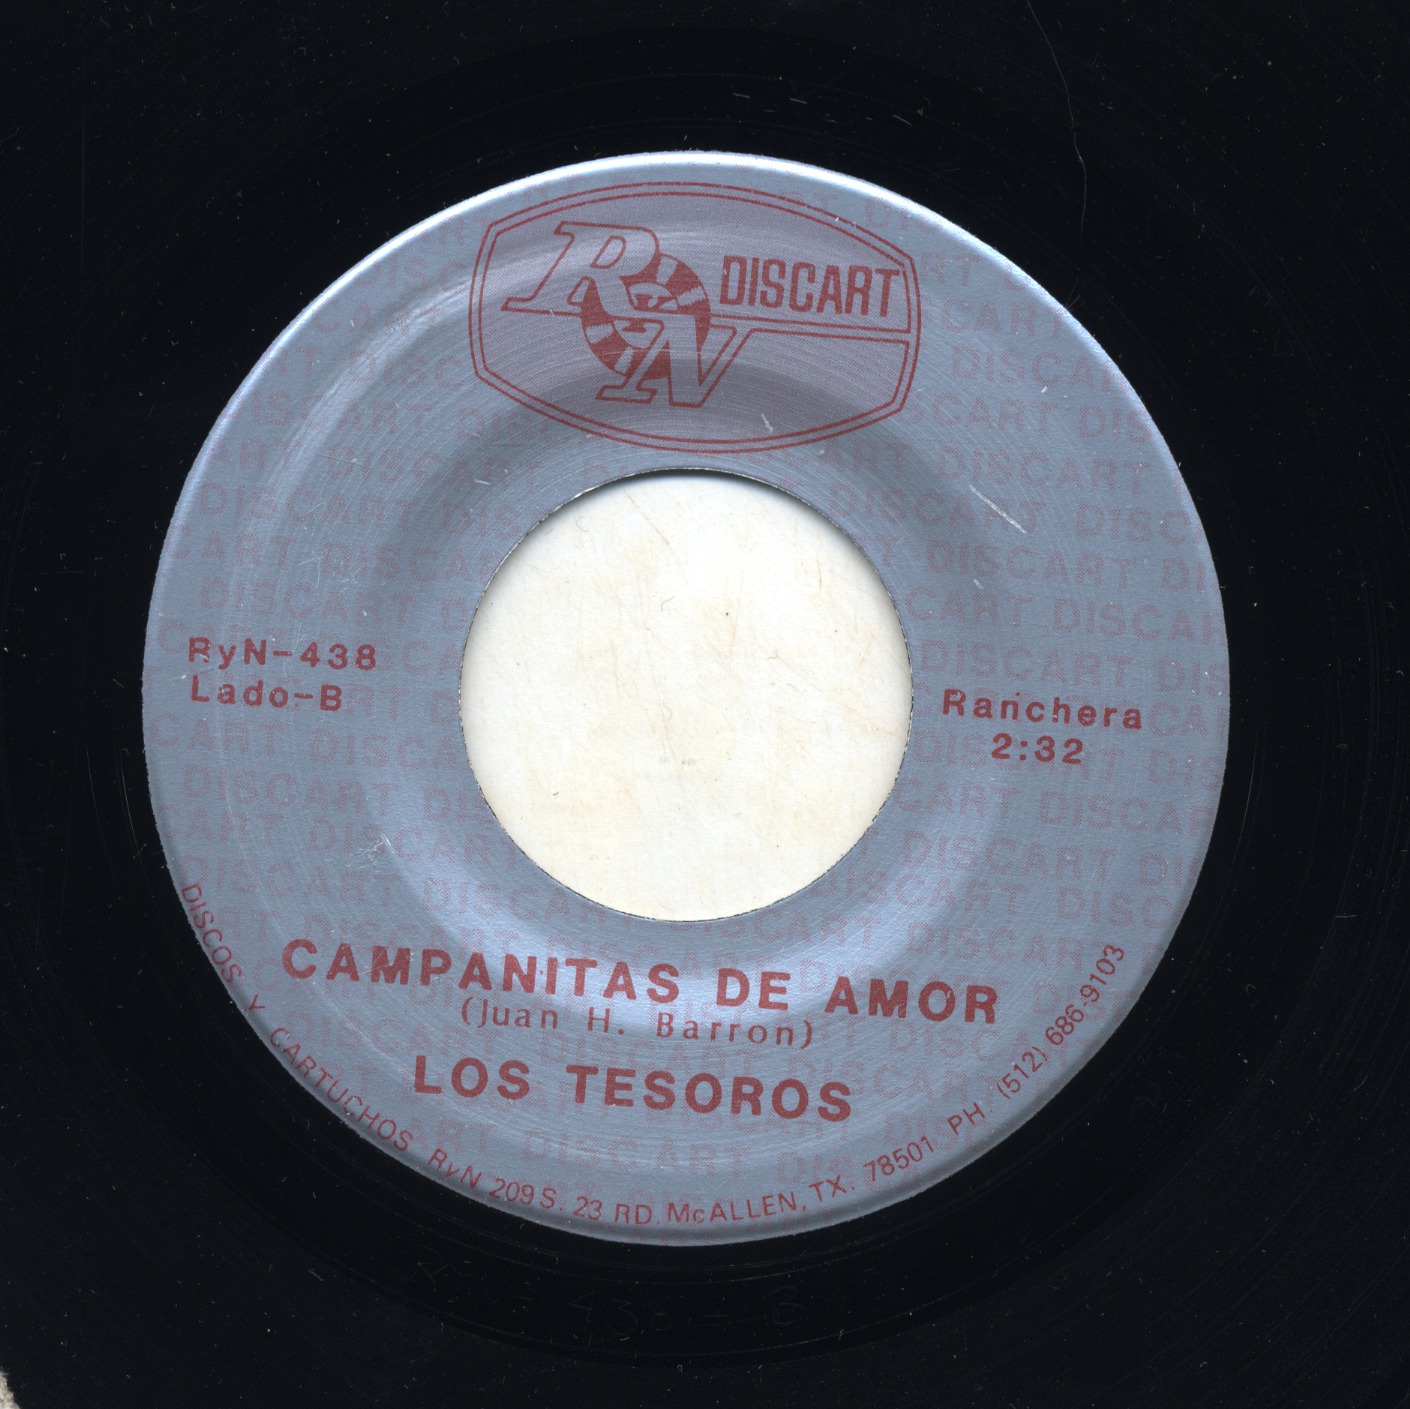 RyN
DISCART
RyN-438
Lado-B
Ranchera
2:32
CAMPANITAS DE AMOR
(Juan H. Barron)
LOS TESOROS
DISCOS Y CARTUCHOS RyN 209 S. 23 RD. McALLEN, TX. 78501 PH. (512) 686-9103